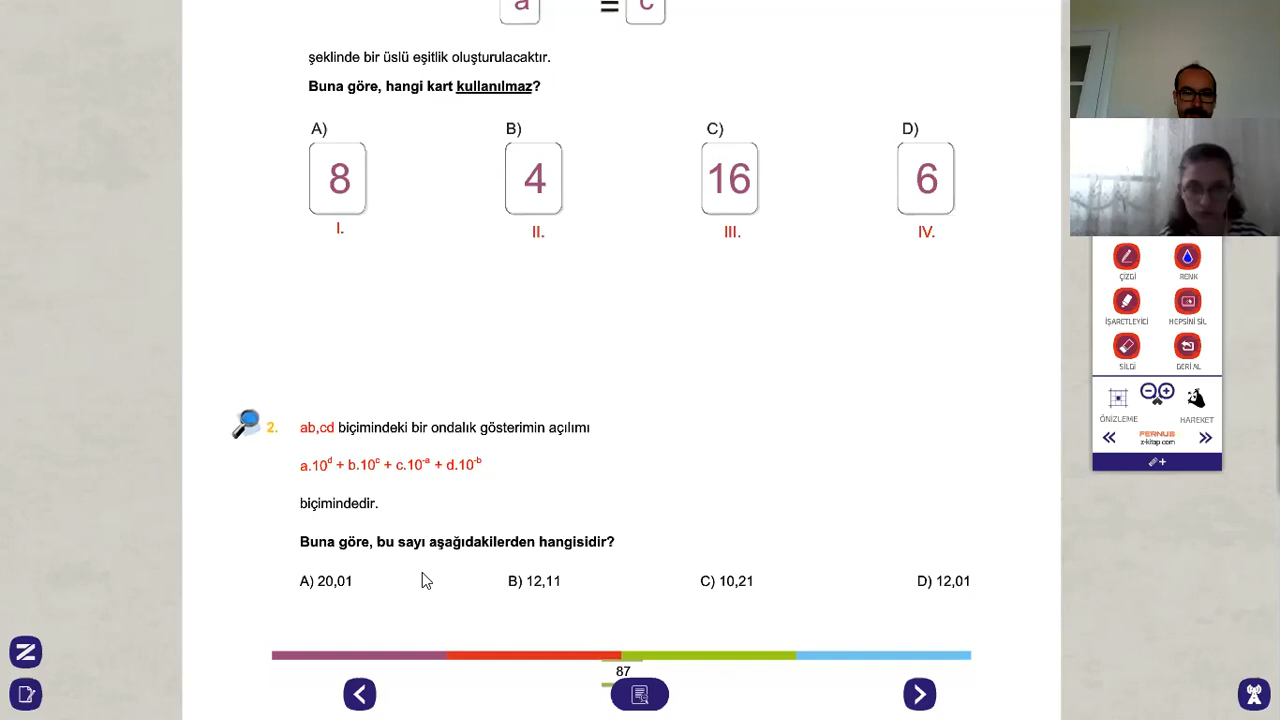 a = c
şeklinde bir üslü eşitlik oluşturulacaktır.
Buna göre, hangi kart kullanılmaz?
A) B) C) D)
8 4 16 6
I. II. III. IV.
2. ab,cd biçimindeki bir ondalık gösterimin açılımı
a.10ᵈ + b.10ᶜ + c.10⁻ᵃ + d.10⁻ᵇ
biçimindedir.
Buna göre, bu sayı aşağıdakilerden hangisidir?
A) 20,01 B) 12,11 C) 10,21 D) 12,01
87
ÇİZGİ RENK
İŞARETLEYİCİ HEPSİNİ SİL
SİLGİ GERİ AL
ÖNİZLEME HAREKET
FERNUS
z-kitap.com
Z